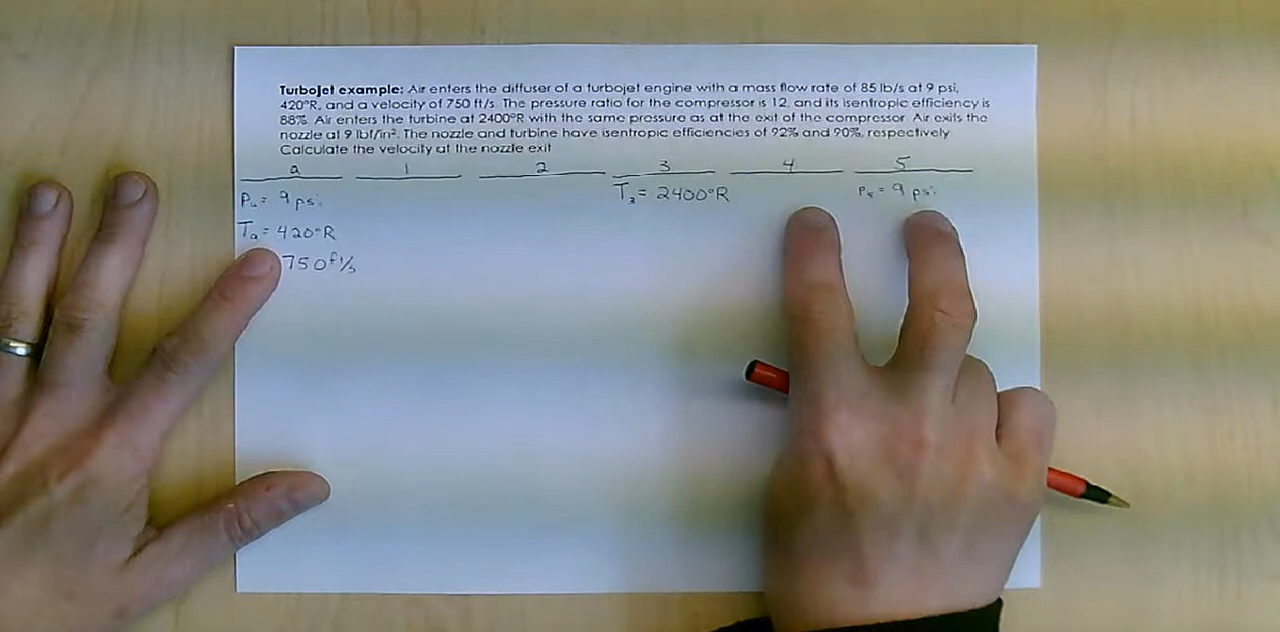 Turbojet example: Air enters the diffuser of a turbojet engine with a mass flow rate of 85 lb/s at 9 psi,
420°R, and a velocity of 750 ft/s. The pressure ratio for the compressor is 12, and its isentropic efficiency is
88%. Air enters the turbine at 2400°R with the same pressure as at the exit of the compressor. Air exits the
nozzle at 9 lbf/in². The nozzle and turbine have isentropic efficiencies of 92% and 90%, respectively.
Calculate the velocity at the nozzle exit
a 1 2 3 4 5
Pa = 9 psi T3 = 2400°R P5 = 9 psi
Ta = 420°R
750 ft/s